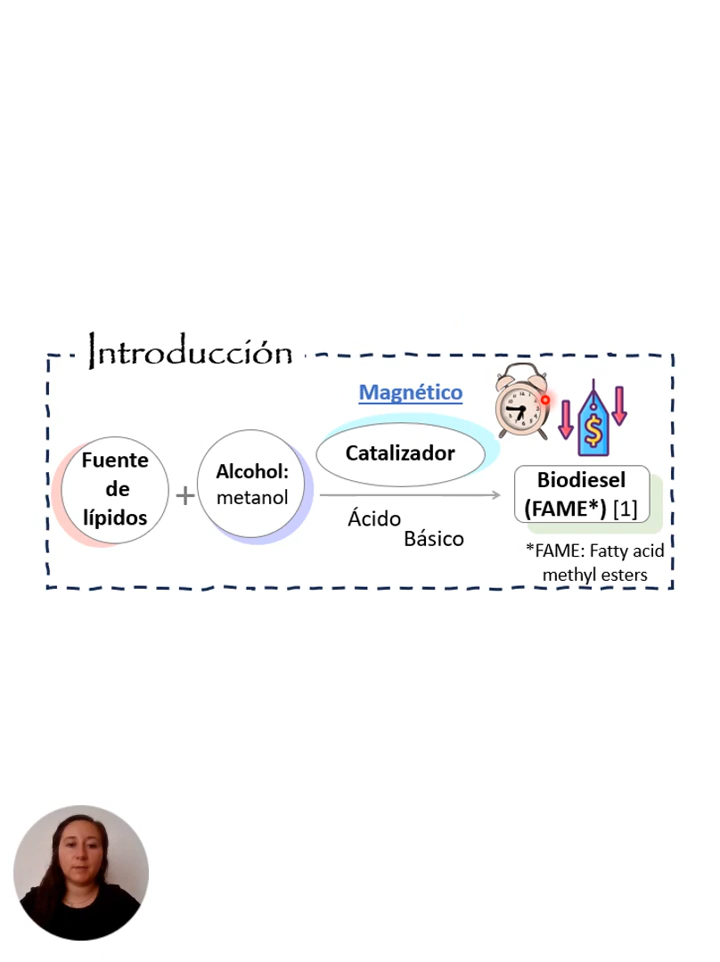 Introducción
Magnético
Fuente
de
lípidos
+
Alcohol:
metanol
Catalizador
Ácido
Básico
$
Biodiesel
(FAME*) [1]
*FAME: Fatty acid
methyl esters